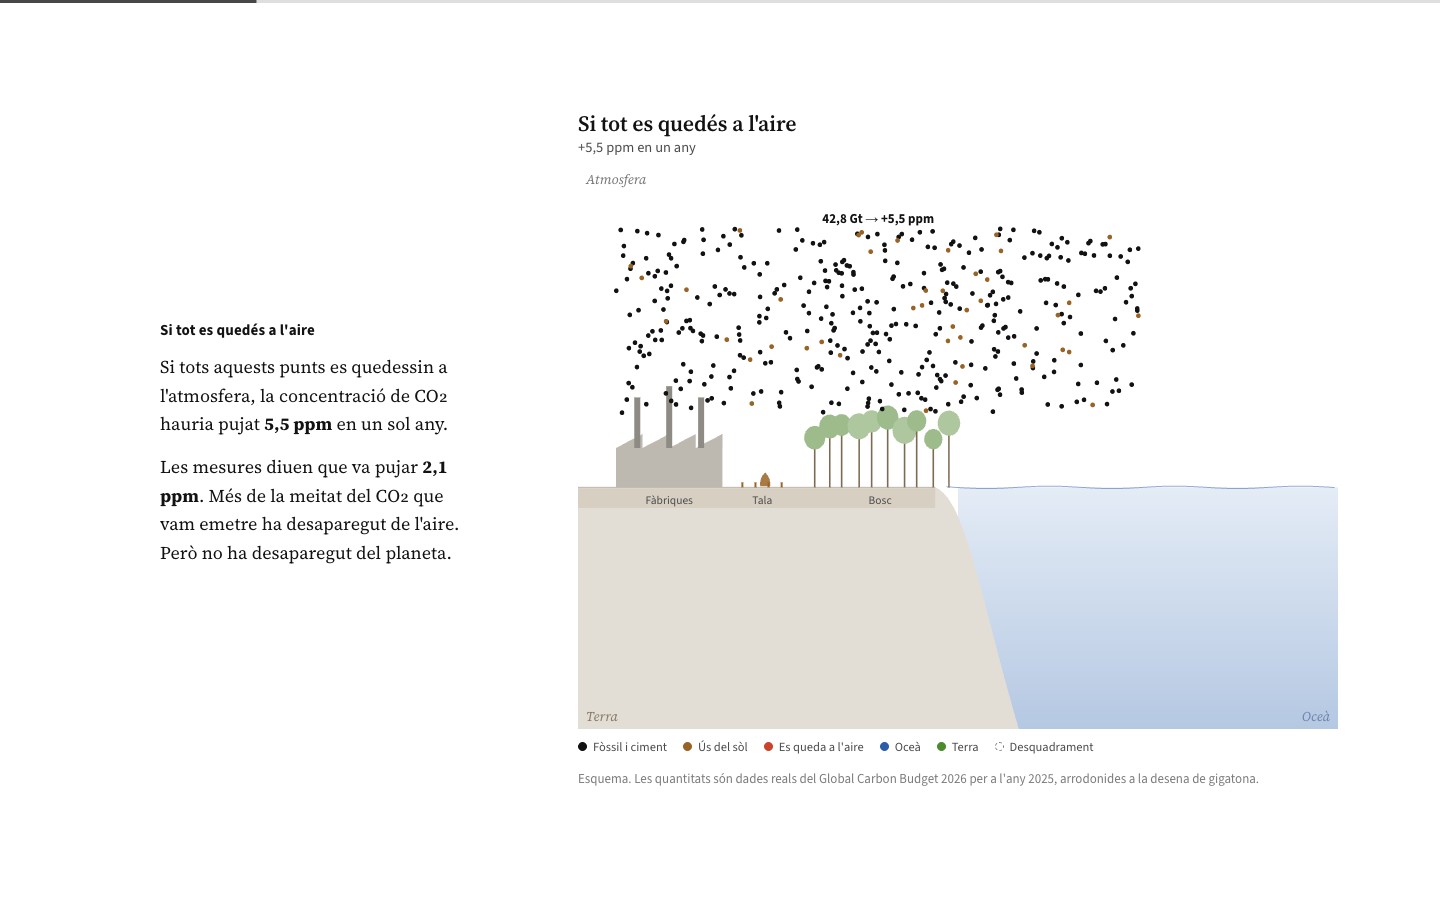 Si tot es quedés a l'aire
+5,5 ppm en un any
Atmosfera
42,8 Gt → +5,5 ppm
Si tot es quedés a l'aire
Si tots aquests punts es quedessin a
l'atmosfera, la concentració de CO₂
hauria pujat 5,5 ppm en un sol any.
Les mesures diuen que va pujar 2,1
ppm. Més de la meitat del CO₂ que
vam emetre ha desaparegut de l'aire.
Però no ha desaparegut del planeta.
Fàbriques Tala Bosc
Terra Oceà
Fòssil i ciment Ús del sòl Es queda a l'aire Oceà Terra Desquadrament
Esquema. Les quantitats són dades reals del Global Carbon Budget 2026 per a l'any 2025, arrodonides a la desena de gigatona.